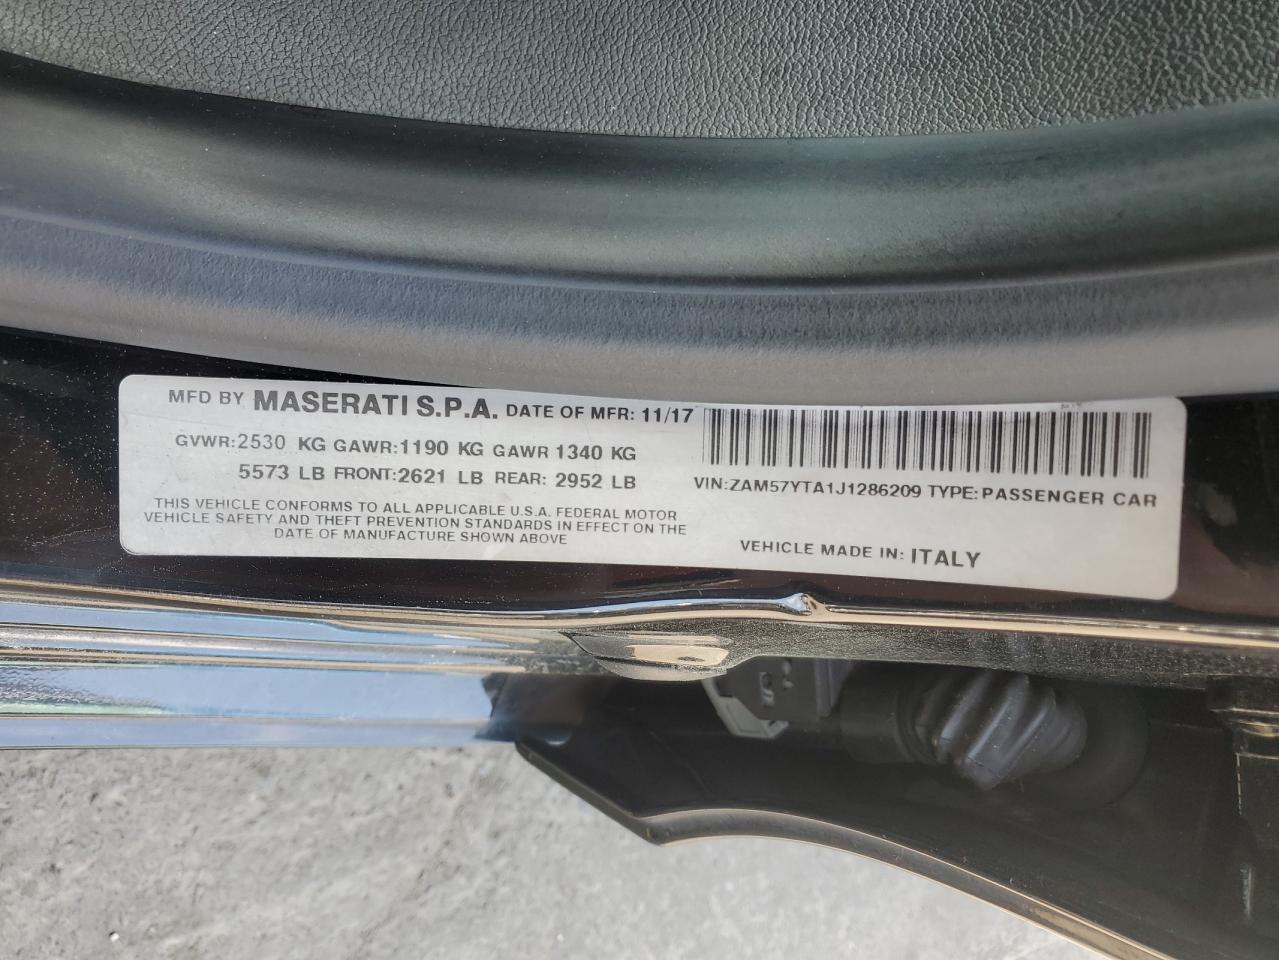 MFD BY MASERATI S.P.A. DATE OF MFR: 11/17
GVWR:2530 KG GAWR:1190 KG GAWR 1340 KG
5573 LB FRONT:2621 LB REAR: 2952 LB
THIS VEHICLE CONFORMS TO ALL APPLICABLE U.S.A. FEDERAL MOTOR
VEHICLE SAFETY AND THEFT PREVENTION STANDARDS IN EFFECT ON THE
DATE OF MANUFACTURE SHOWN ABOVE
VIN:ZAM57YTA1J1286209 TYPE:PASSENGER CAR
VEHICLE MADE IN: ITALY